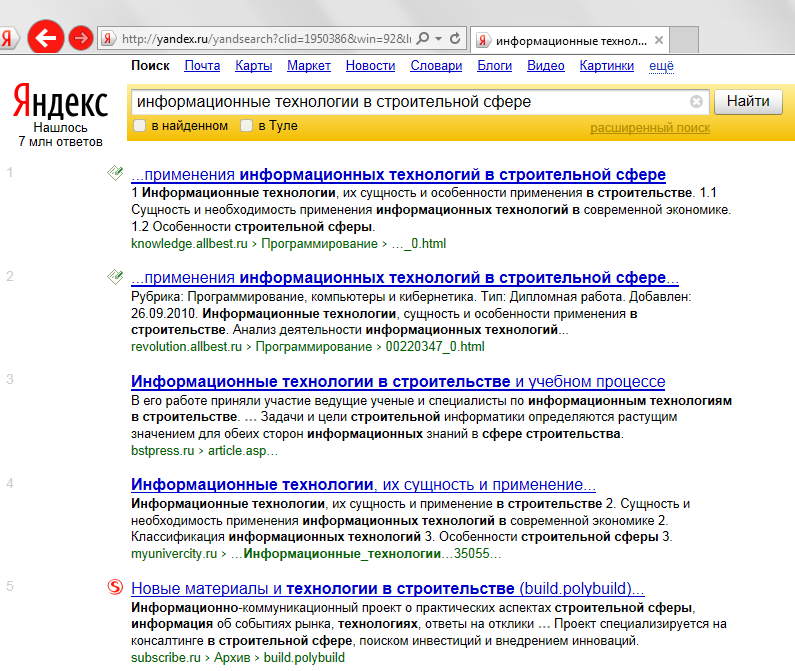 http://yandex.ru/yandsearch?clid=1950386&win=92&l
информационные технол...
Поиск Почта Карты Маркет Новости Словари Блоги Видео Картинки ещё
Яндекс
информационные технологии в строительной сфере
Найти
Нашлось
7 млн ответов
в найденном в Туле
расширенный поиск
1
...применения информационных технологий в строительной сфере
1 Информационные технологии, их сущность и особенности применения в строительстве. 1.1
Сущность и необходимость применения информационных технологий в современной экономике.
1.2 Особенности строительной сферы.
knowledge.allbest.ru › Программирование › ..._0.html
2
...применения информационных технологий в строительной сфере...
Рубрика: Программирование, компьютеры и кибернетика. Тип: Дипломная работа. Добавлен:
26.09.2010. Информационные технологии, сущность и особенности применения в
строительстве. Анализ деятельности информационных технологий...
revolution.allbest.ru › Программирование › 00220347_0.html
3
Информационные технологии в строительстве и учебном процессе
В его работе приняли участие ведущие ученые и специалисты по информационным технологиям
в строительстве. ... Задачи и цели строительной информатики определяются растущим
значением для обеих сторон информационных знаний в сфере строительства.
bstpress.ru › article.asp...
4
Информационные технологии, их сущность и применение...
Информационные технологии, их сущность и применение в строительстве 2. Сущность и
необходимость применения информационных технологий в современной экономике 2.
Классификация информационных технологий 3. Особенности строительной сферы 3.
myunivercity.ru › ...Информационные_технологии...35055...
5
Новые материалы и технологии в строительстве (build.polybuild)...
Информационно-коммуникационный проект о практических аспектах строительной сферы,
информация об событиях рынка, технологиях, ответы на отклики ... Проект специализируется на
консалтинге в строительной сфере, поиском инвестиций и внедрением инноваций.
subscribe.ru › Архив › build.polybuild